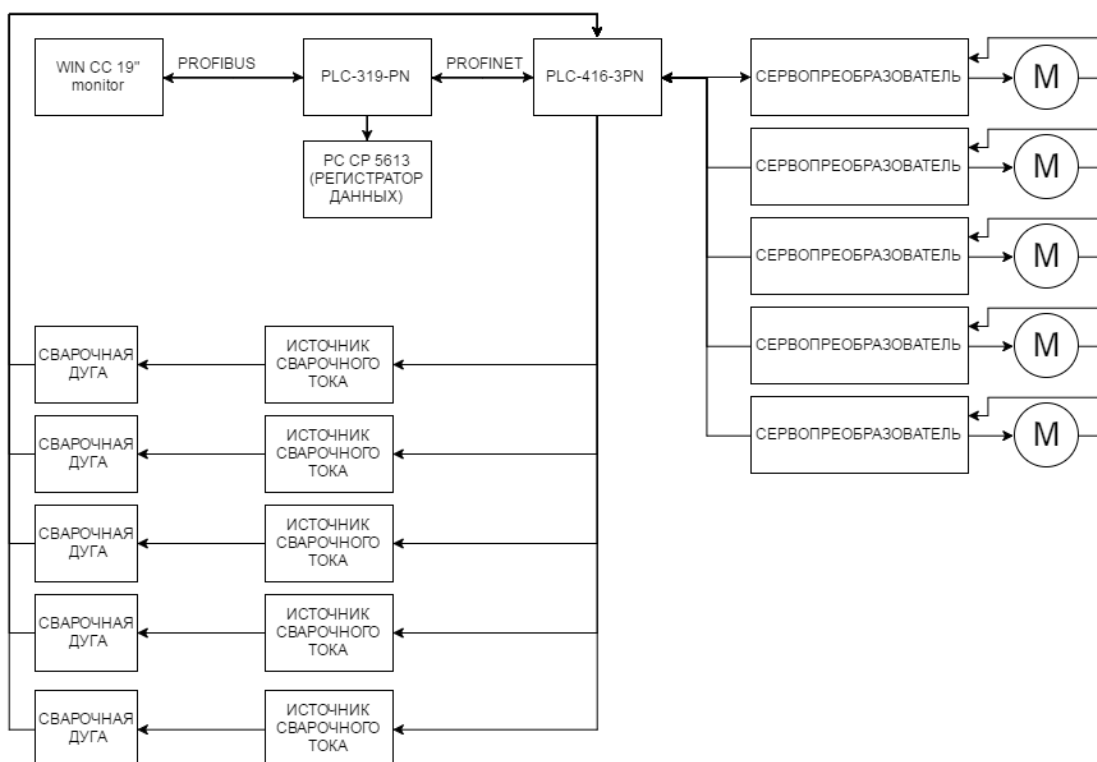 WIN CC 19"
monitor
PROFIBUS
PLC-319-PN
PROFINET
PLC-416-3PN
СЕРВОПРЕОБРАЗОВАТЕЛЬ
M
PC CP 5613
(РЕГИСТРАТОР
ДАННЫХ)
СЕРВОПРЕОБРАЗОВАТЕЛЬ
M
СЕРВОПРЕОБРАЗОВАТЕЛЬ
M
СЕРВОПРЕОБРАЗОВАТЕЛЬ
M
СЕРВОПРЕОБРАЗОВАТЕЛЬ
M
СВАРОЧНАЯ
ДУГА
ИСТОЧНИК
СВАРОЧНОГО
ТОКА
СВАРОЧНАЯ
ДУГА
ИСТОЧНИК
СВАРОЧНОГО
ТОКА
СВАРОЧНАЯ
ДУГА
ИСТОЧНИК
СВАРОЧНОГО
ТОКА
СВАРОЧНАЯ
ДУГА
ИСТОЧНИК
СВАРОЧНОГО
ТОКА
СВАРОЧНАЯ
ДУГА
ИСТОЧНИК
СВАРОЧНОГО
ТОКА